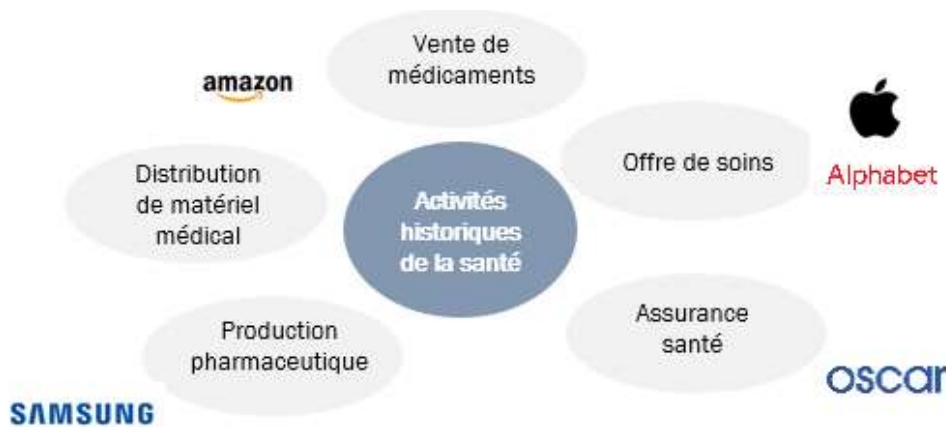 Vente de
médicaments
amazon
Offre de soins
Alphabet
Distribution
de matériel
médical
Activités
historiques
de la santé
Assurance
santé
Production
pharmaceutique
oscar
SAMSUNG